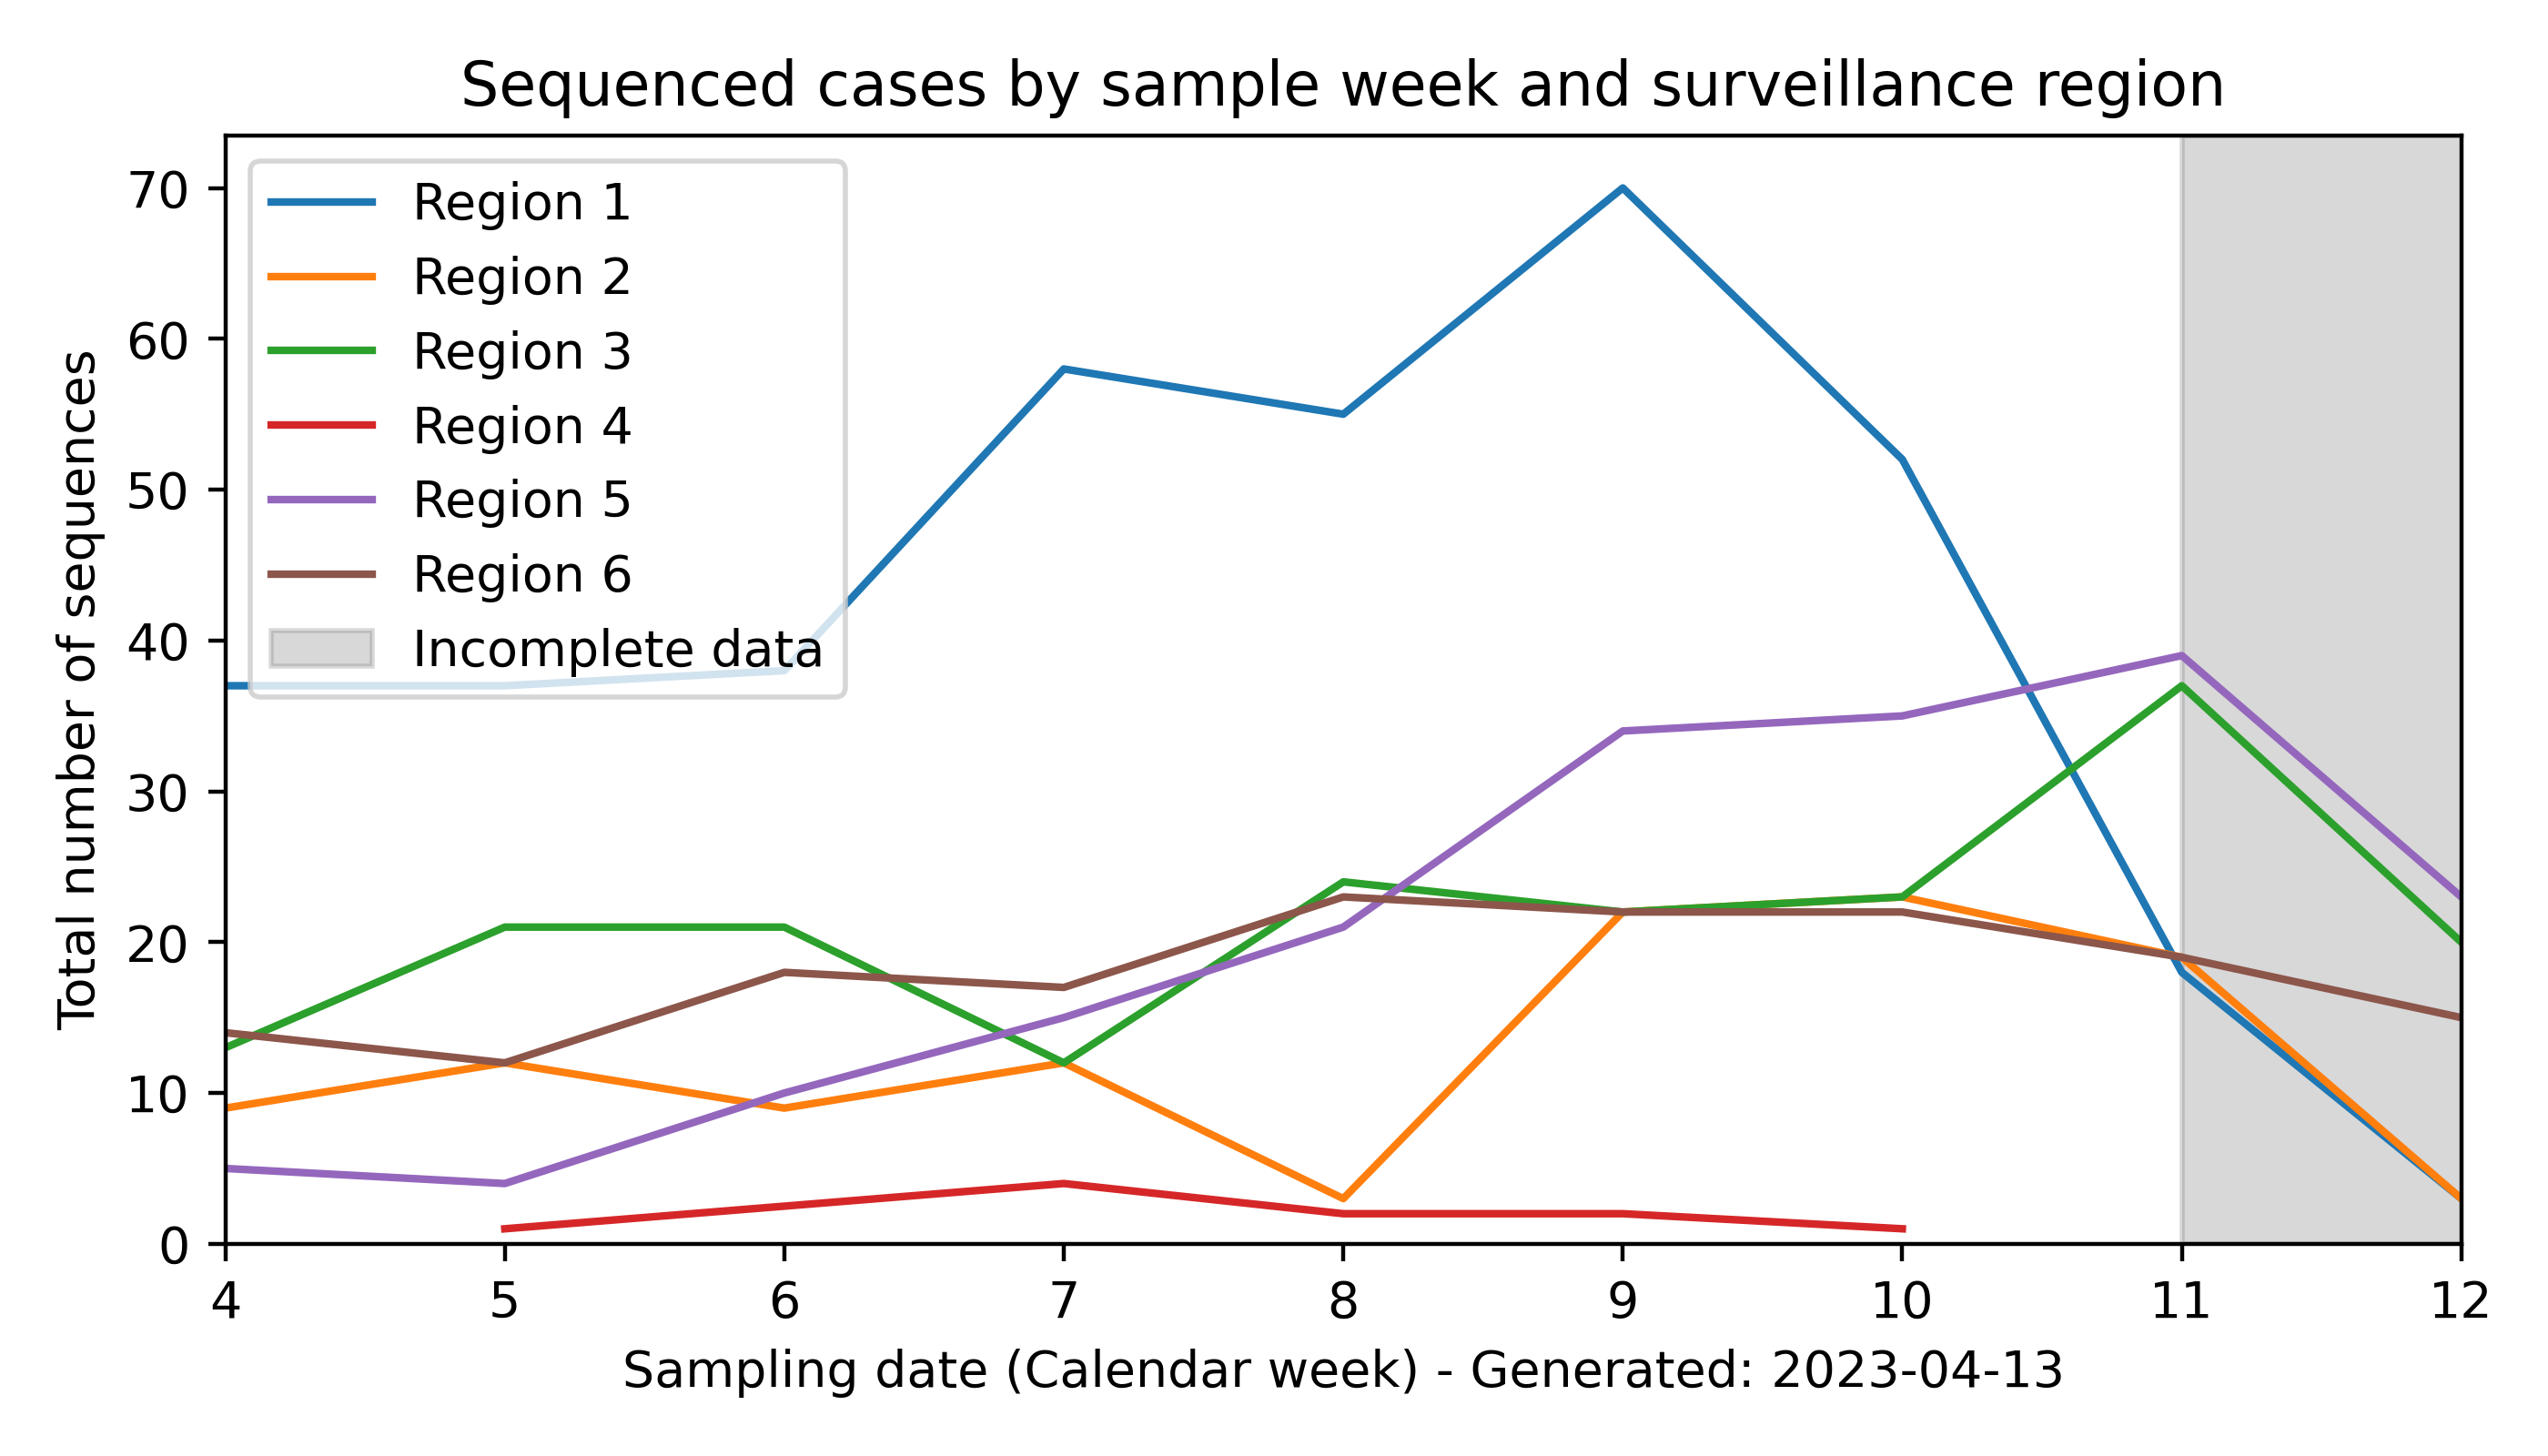 Sequenced cases by sample week and surveillance region
Region 1
Region 2
Region 3
Region 4
Region 5
Region 6
Incomplete data
Total number of sequences
70
60
50
40
30
20
10
0
4 5 6 7 8 9 10 11 12
Sampling date (Calendar week) - Generated: 2023-04-13